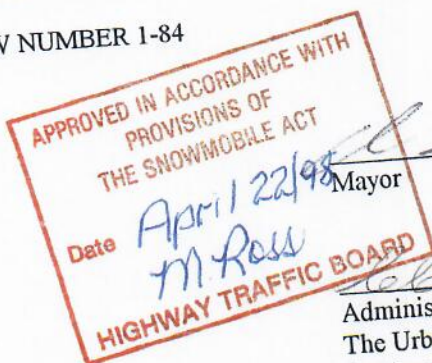 W NUMBER 1-84
APPROVED IN ACCORDANCE WITH
PROVISIONS OF
THE SNOWMOBILE ACT
Date April 22/98
M. Ross
HIGHWAY TRAFFIC BOARD
Mayor
Adminis
The Urb